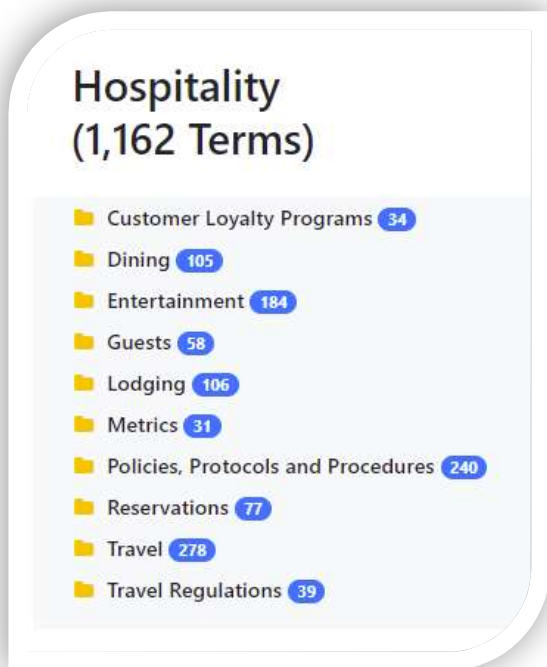 Hospitality
(1,162 Terms)
Customer Loyalty Programs 34
Dining 105
Entertainment 184
Guests 58
Lodging 106
Metrics 31
Policies, Protocols and Procedures 240
Reservations 77
Travel 278
Travel Regulations 39